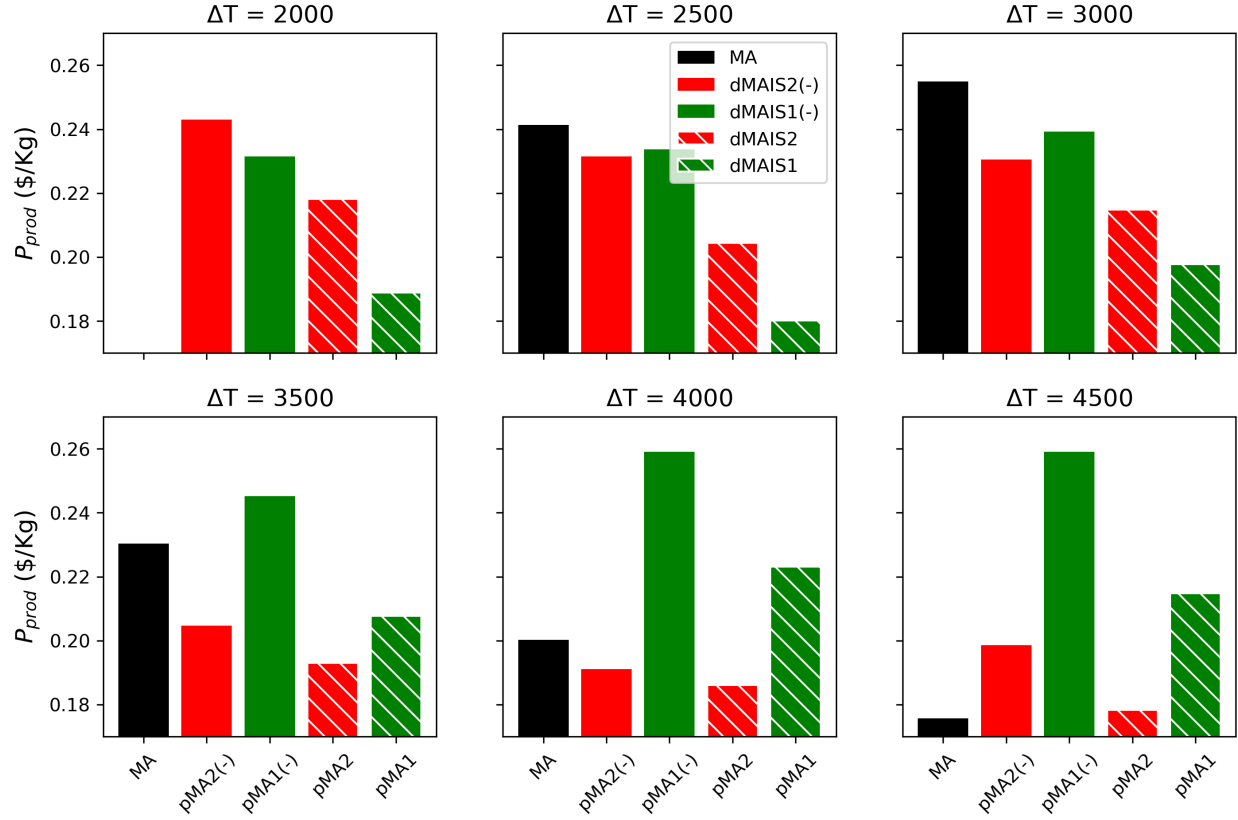 ΔT = 2000
ΔT = 2500
ΔT = 3000
P_prod ($/Kg)
0.26
0.24
0.22
0.20
0.18
MA
dMAIS2(-)
dMAIS1(-)
dMAIS2
dMAIS1
ΔT = 3500
ΔT = 4000
ΔT = 4500
P_prod ($/Kg)
0.26
0.24
0.22
0.20
0.18
MA
pMA2(-)
pMA1(-)
pMA2
pMA1
MA
pMA2(-)
pMA1(-)
pMA2
pMA1
MA
pMA2(-)
pMA1(-)
pMA2
pMA1